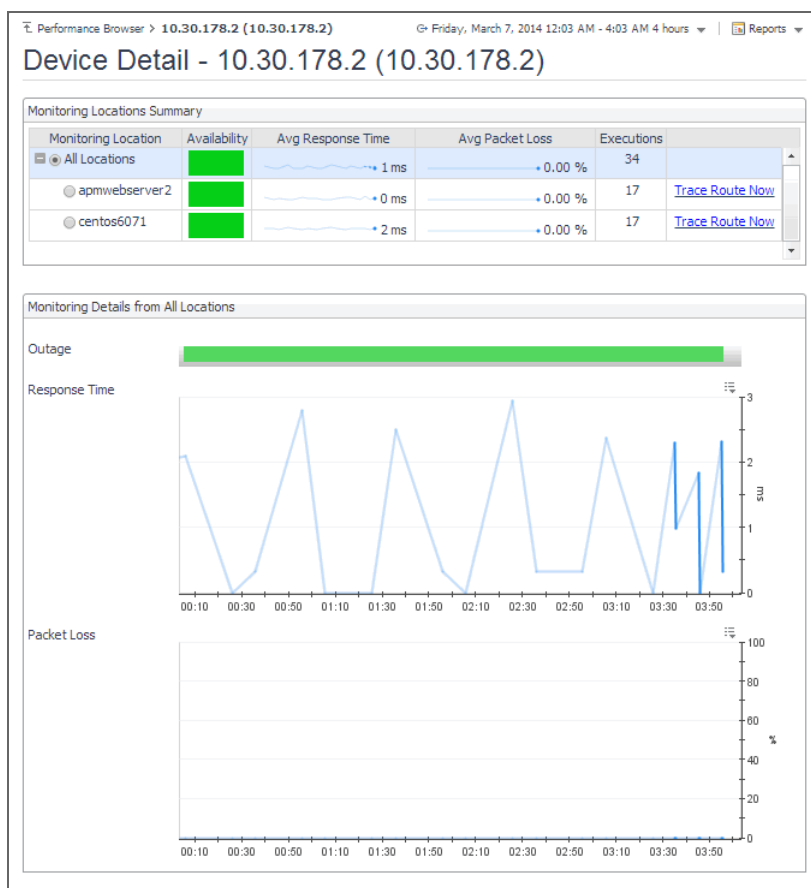 Performance Browser > 10.30.178.2 (10.30.178.2) Friday, March 7, 2014 12:03 AM - 4:03 AM 4 hours Reports
Device Detail - 10.30.178.2 (10.30.178.2)
Monitoring Locations Summary
Monitoring Location Availability Avg Response Time Avg Packet Loss Executions
All Locations 1 ms 0.00 % 34
apmwebserver2 0 ms 0.00 % 17 Trace Route Now
centos6071 2 ms 0.00 % 17 Trace Route Now
Monitoring Details from All Locations
Outage
Response Time
3
2
ms
1
0
00:10 00:30 00:50 01:10 01:30 01:50 02:10 02:30 02:50 03:10 03:30 03:50
Packet Loss
100
80
60
%
40
20
0
00:10 00:30 00:50 01:10 01:30 01:50 02:10 02:30 02:50 03:10 03:30 03:50